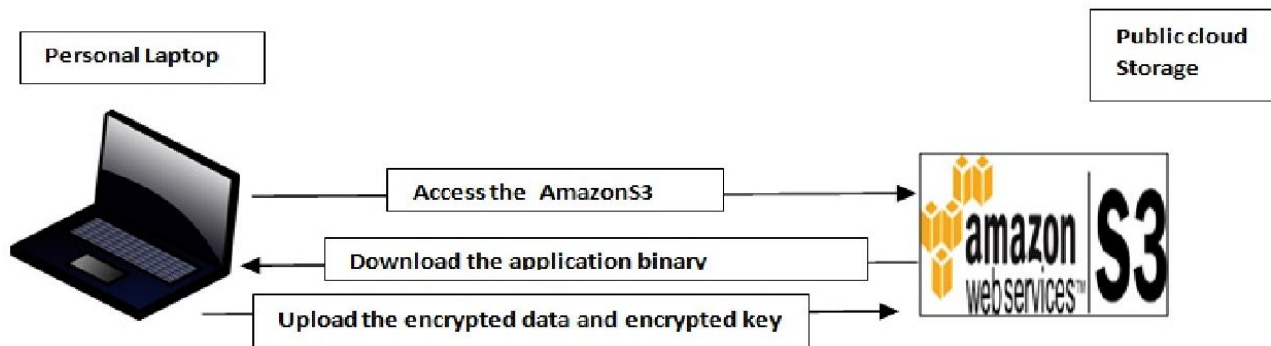 Personal Laptop
Public cloud
Storage
Access the AmazonS3
Download the application binary
Upload the encrypted data and encrypted key
amazon
webservices™
S3